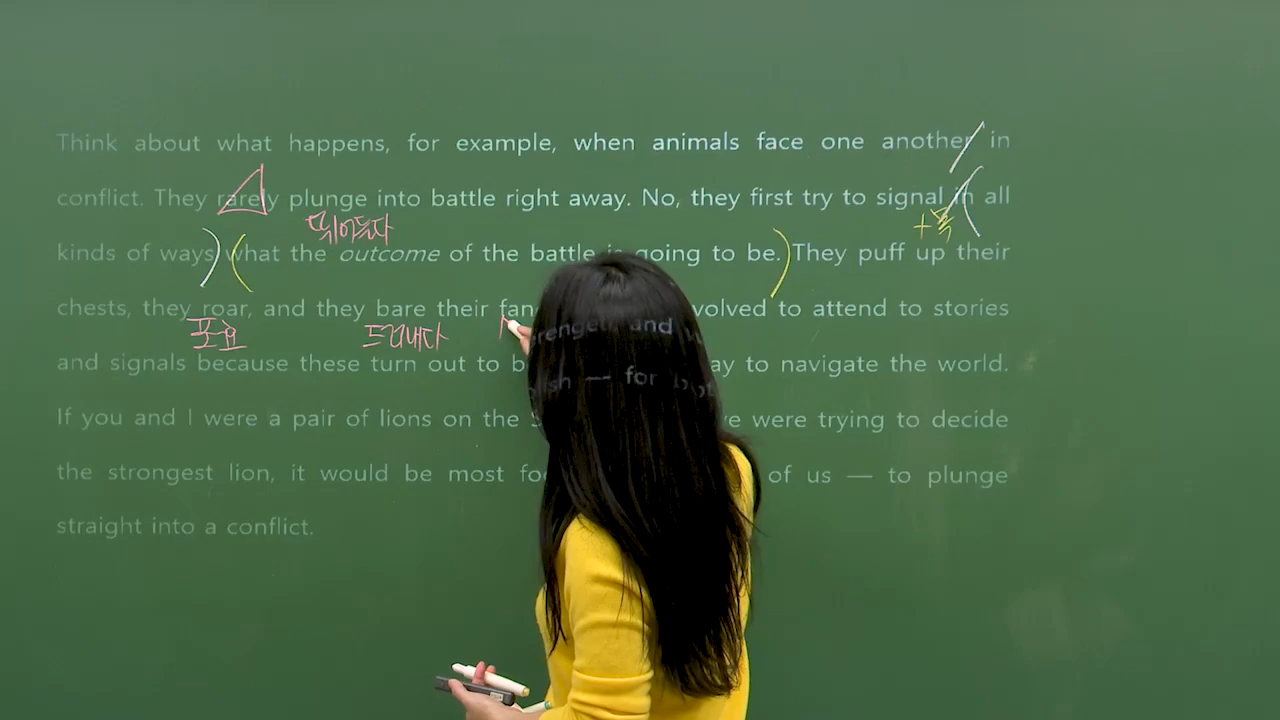 Think about what happens, for example, when animals face one another in
conflict. They rarely plunge into battle right away. No, they first try to signal in all
뛰어들다
+목
kinds of ways what the outcome of the battle is going to be. They puff up their
chests, they roar, and they bare their volved to attend to stories
포효
드러내다
strength, and
and signals because these turn out to to navigate the world.
for
If you and I were a pair of lions on the we were trying to decide
the strongest lion, it would be most of us — to plunge
straight into a conflict.